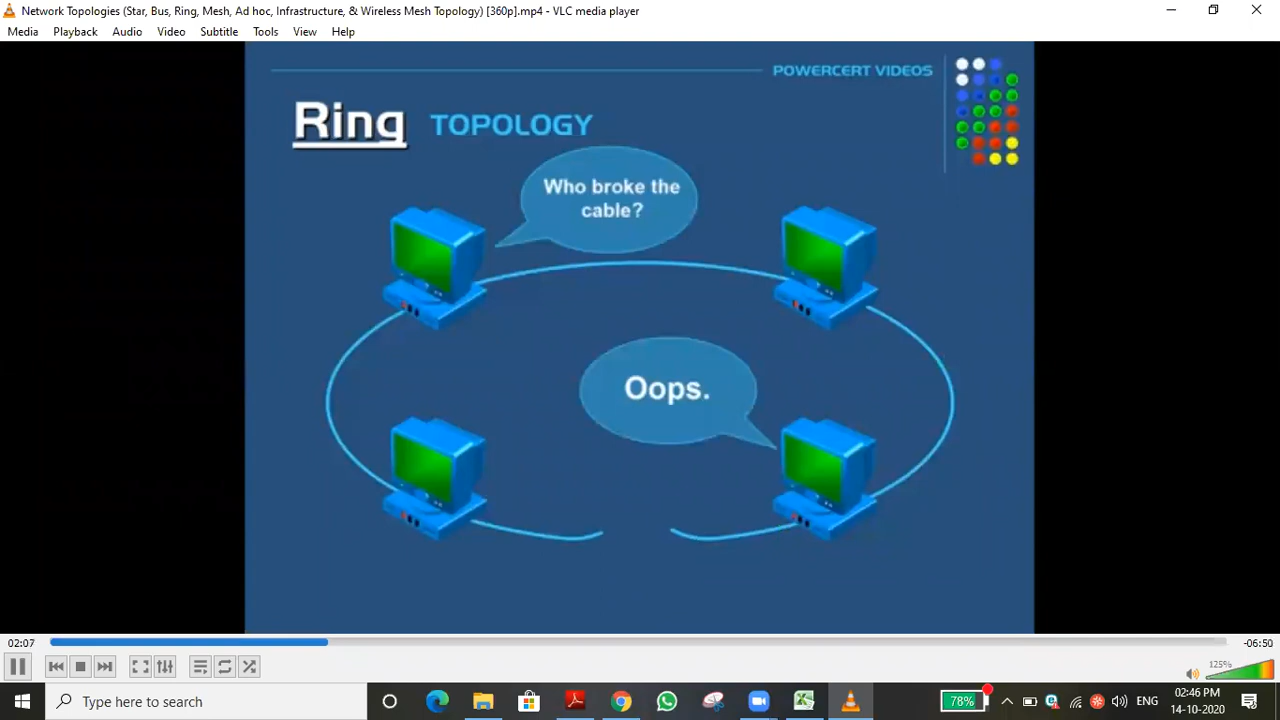 Network Topologies (Star, Bus, Ring, Mesh, Ad hoc, Infrastructure, & Wireless Mesh Topology) [360p].mp4 - VLC media player
Media Playback Audio Video Subtitle Tools View Help
POWERCERT VIDEOS
Ring TOPOLOGY
Who broke the
cable?
Oops.
02:07
-06:50
125%
Type here to search
78%
ENG
02:46 PM
14-10-2020